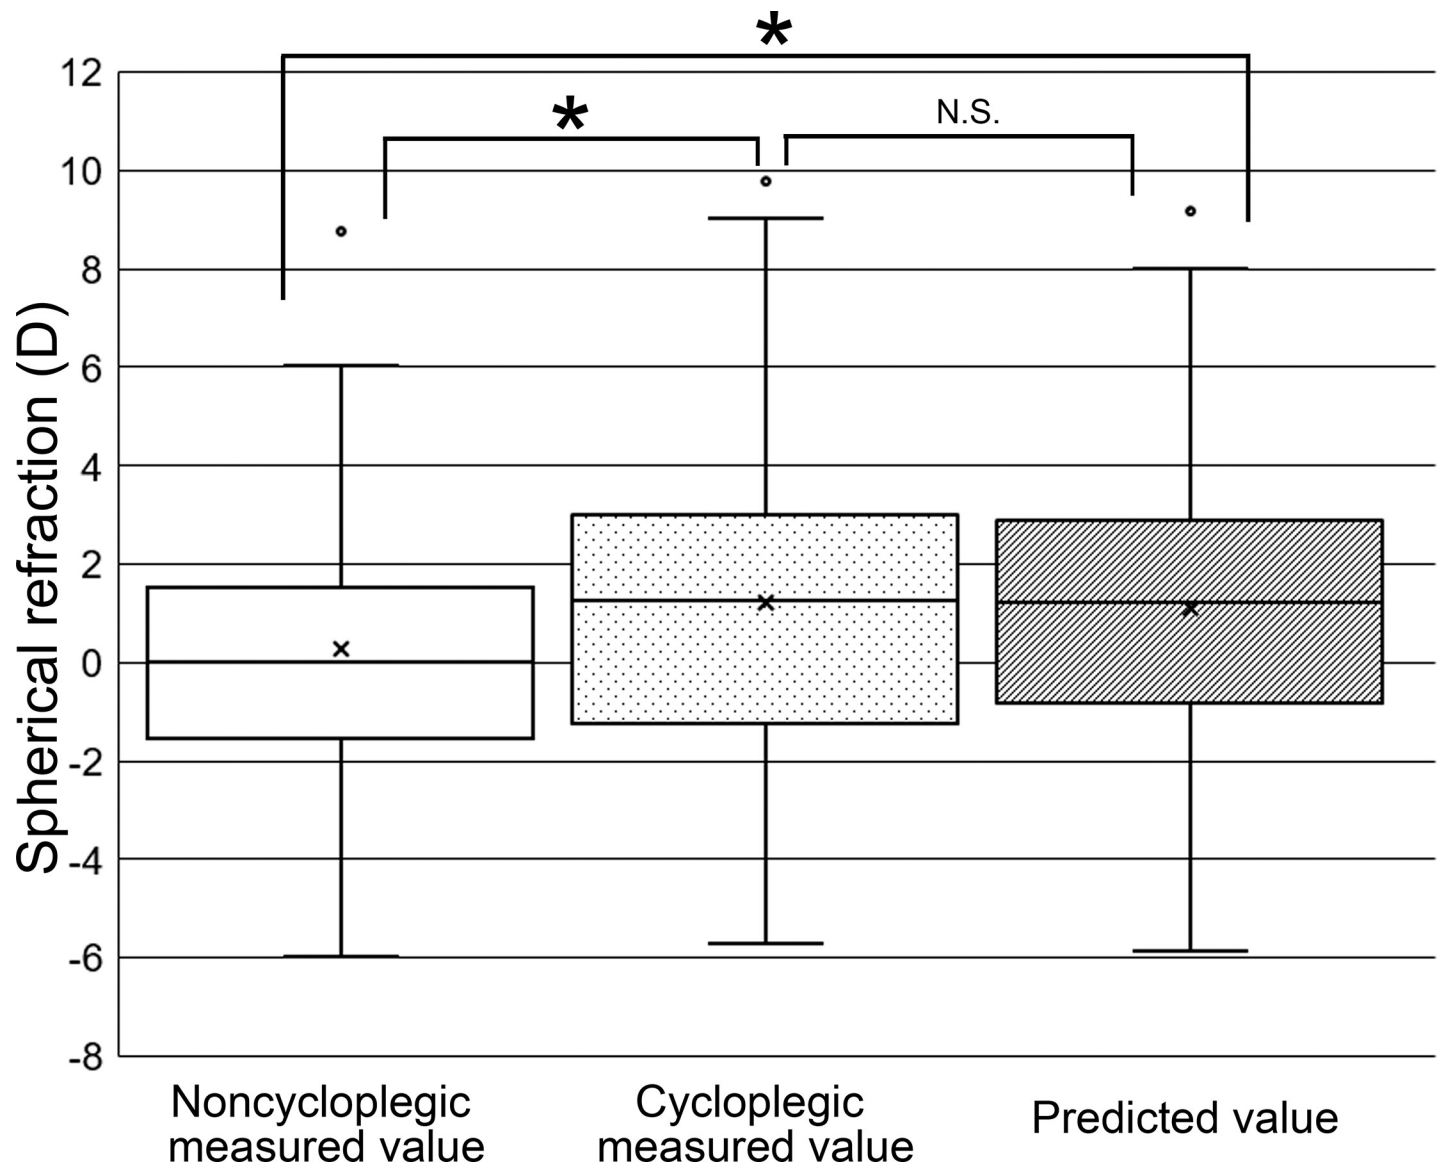 *
12
*
N.S.
10
8
6
4
2
0
-2
-4
-6
-8
Spherical refraction (D)
Noncycloplegic
measured value
Cycloplegic
measured value
Predicted value